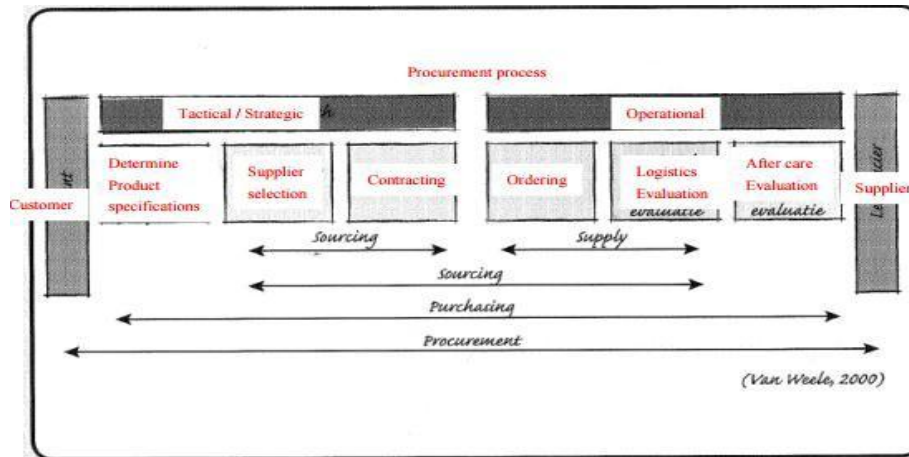 Procurement process
Tactical / Strategic
Operational
Customer
Determine
Product
specifications
Supplier
selection
Contracting
Ordering
Logistics
Evaluation
evaluatie
After care
Evaluation
evaluatie
Supplier
Sourcing
Supply
Sourcing
Purchasing
Procurement
(Van Weele, 2000)